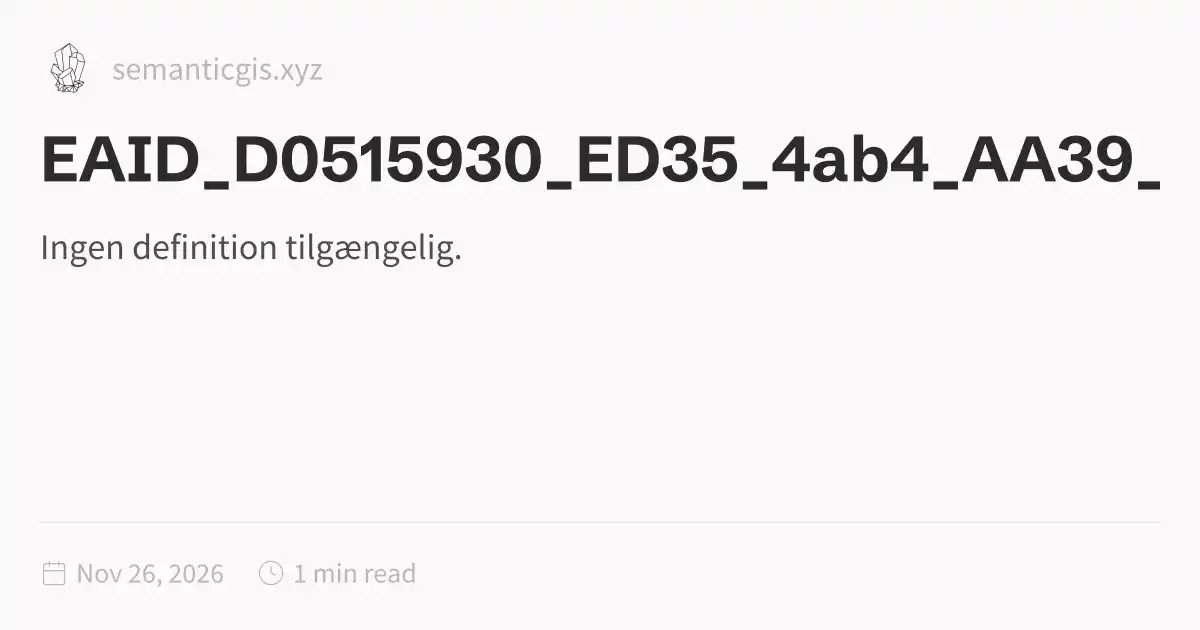 semanticgis.xyz
EAID_D0515930_ED35_4ab4_AA39_
Ingen definition tilgængelig.
Nov 26, 2026 1 min read